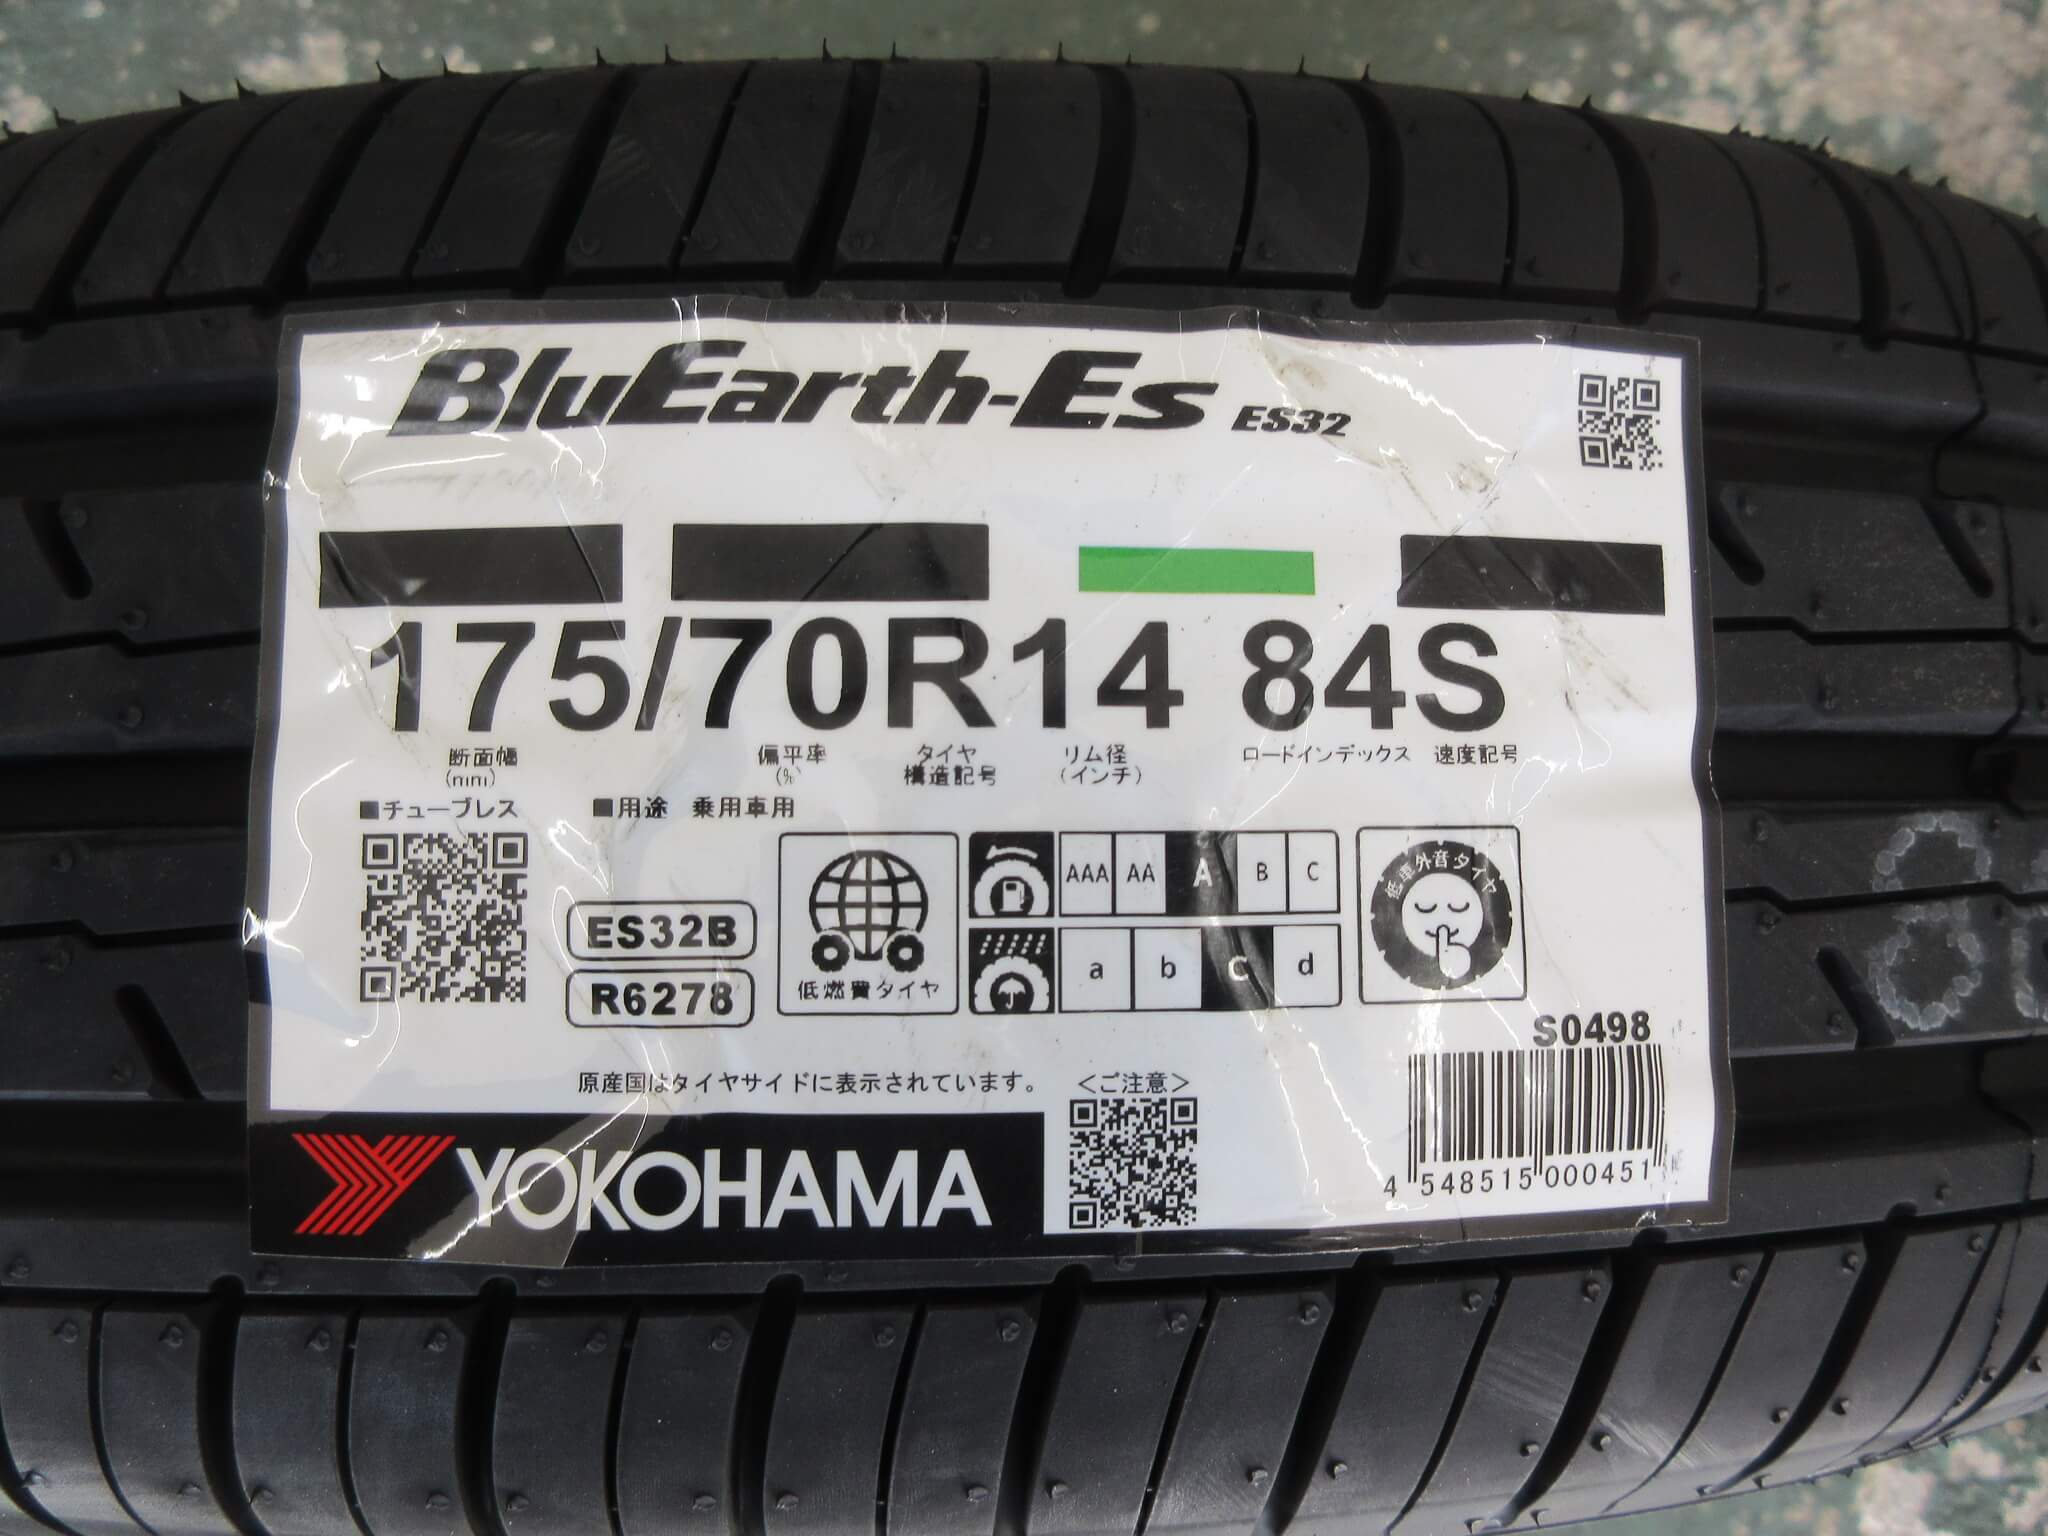 BluEarth-Es ES32
175/70R14 84S
断面幅 偏平率 タイヤ リム径 ロードインデックス 速度記号
(mm) (%) 構造記号 (インチ)
■チューブレス ■用途 乗用車用
低車外音タイヤ
AAA AA A B C
ES32B
a b c d
R6278
低燃費タイヤ
S0498
原産国はタイヤサイドに表示されています。 <ご注意>
YOKOHAMA
4 548515 000451